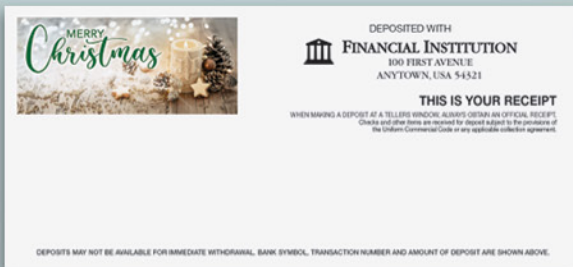 MERRY
Christmas
DEPOSITED WITH
FINANCIAL INSTITUTION
100 FIRST AVENUE
ANYTOWN, USA 54321
THIS IS YOUR RECEIPT
WHEN MAKING A DEPOSIT AT A TELLERS WINDOW, ALWAYS OBTAIN AN OFFICIAL RECEIPT.
Checks and other items are received for deposit subject to the provisions of
the Uniform Commercial Code or any applicable collection agreement.
DEPOSITS MAY NOT BE AVAILABLE FOR IMMEDIATE WITHDRAWAL. BANK SYMBOL, TRANSACTION NUMBER AND AMOUNT OF DEPOSIT ARE SHOWN ABOVE.